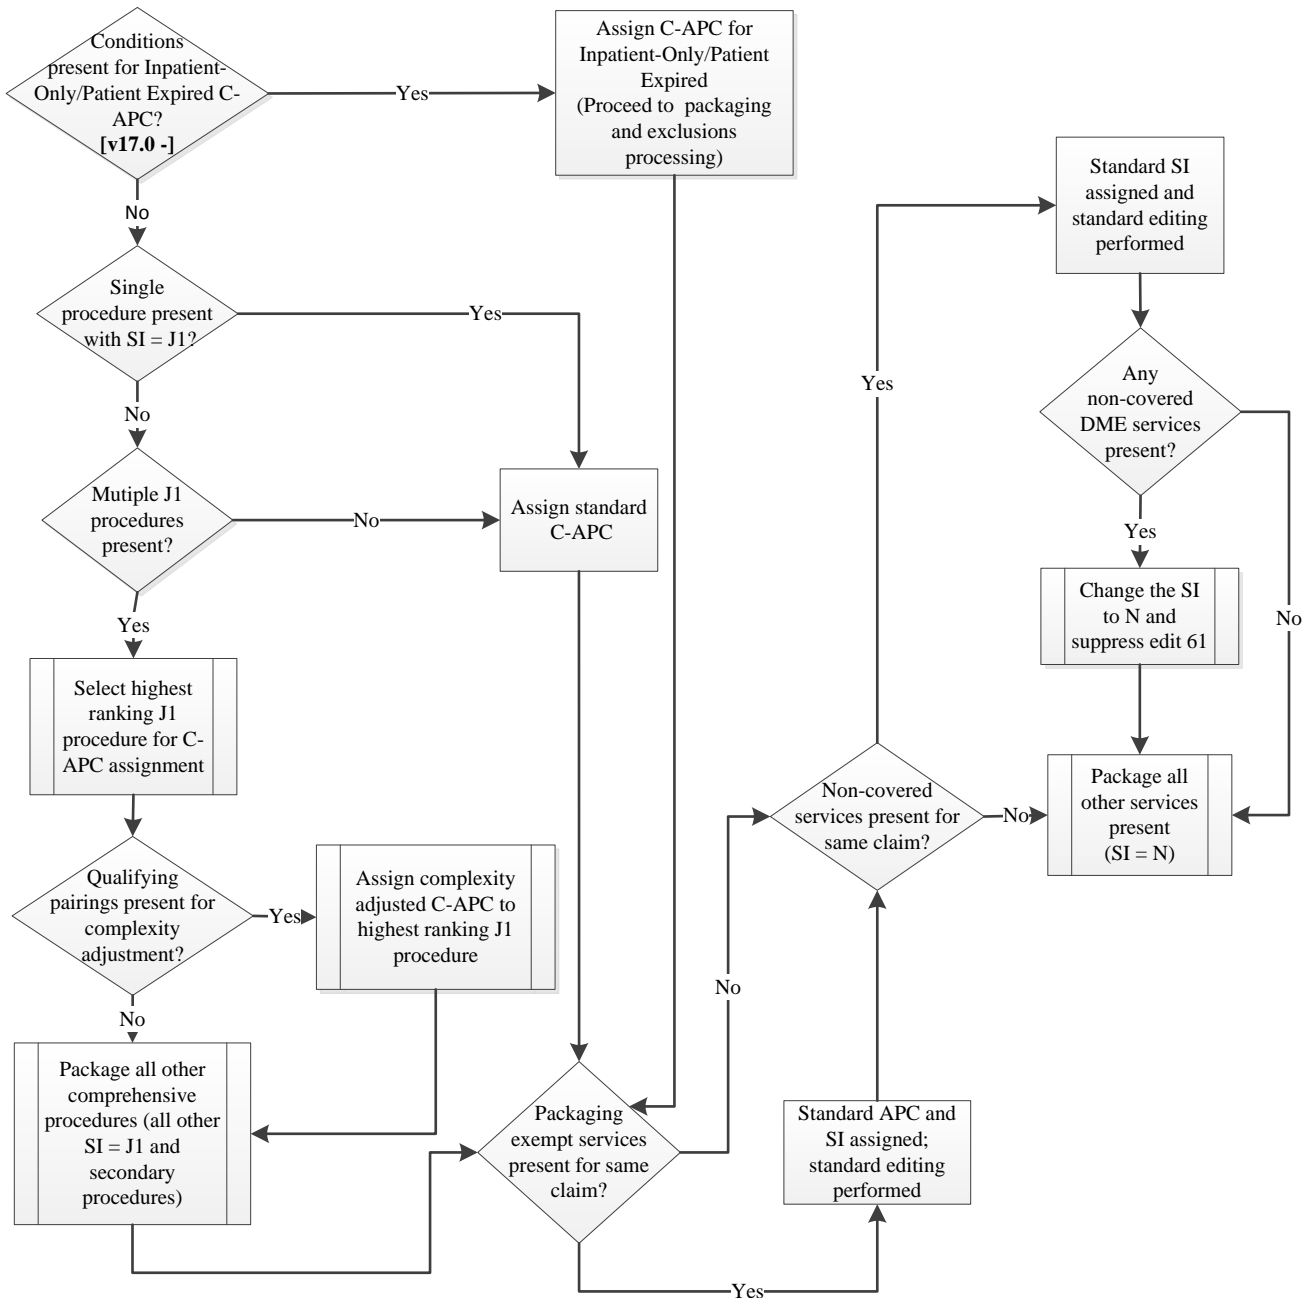 Conditions
present for Inpatient-
Only/Patient Expired C-
APC?
[v17.0 -]
Yes
Assign C-APC for
Inpatient-Only/Patient
Expired
(Proceed to packaging
and exclusions
processing)
No
Single
procedure present
with SI = J1?
Yes
No
Mutiple J1
procedures
present?
No
Assign standard
C-APC
Yes
Select highest
ranking J1
procedure for C-
APC assignment
Qualifying
pairings present for
complexity
adjustment?
Yes
Assign complexity
adjusted C-APC to
highest ranking J1
procedure
No
Package all other
comprehensive
procedures (all other
SI = J1 and
secondary
procedures)
Packaging
exempt services
present for same
claim?
No
Yes
Standard APC and
SI assigned;
standard editing
performed
Non-covered
services present for
same claim?
No
Yes
Standard SI
assigned and
standard editing
performed
Any
non-covered
DME services
present?
Yes
No
Change the SI
to N and
suppress edit 61
Package all
other services
present
(SI = N)